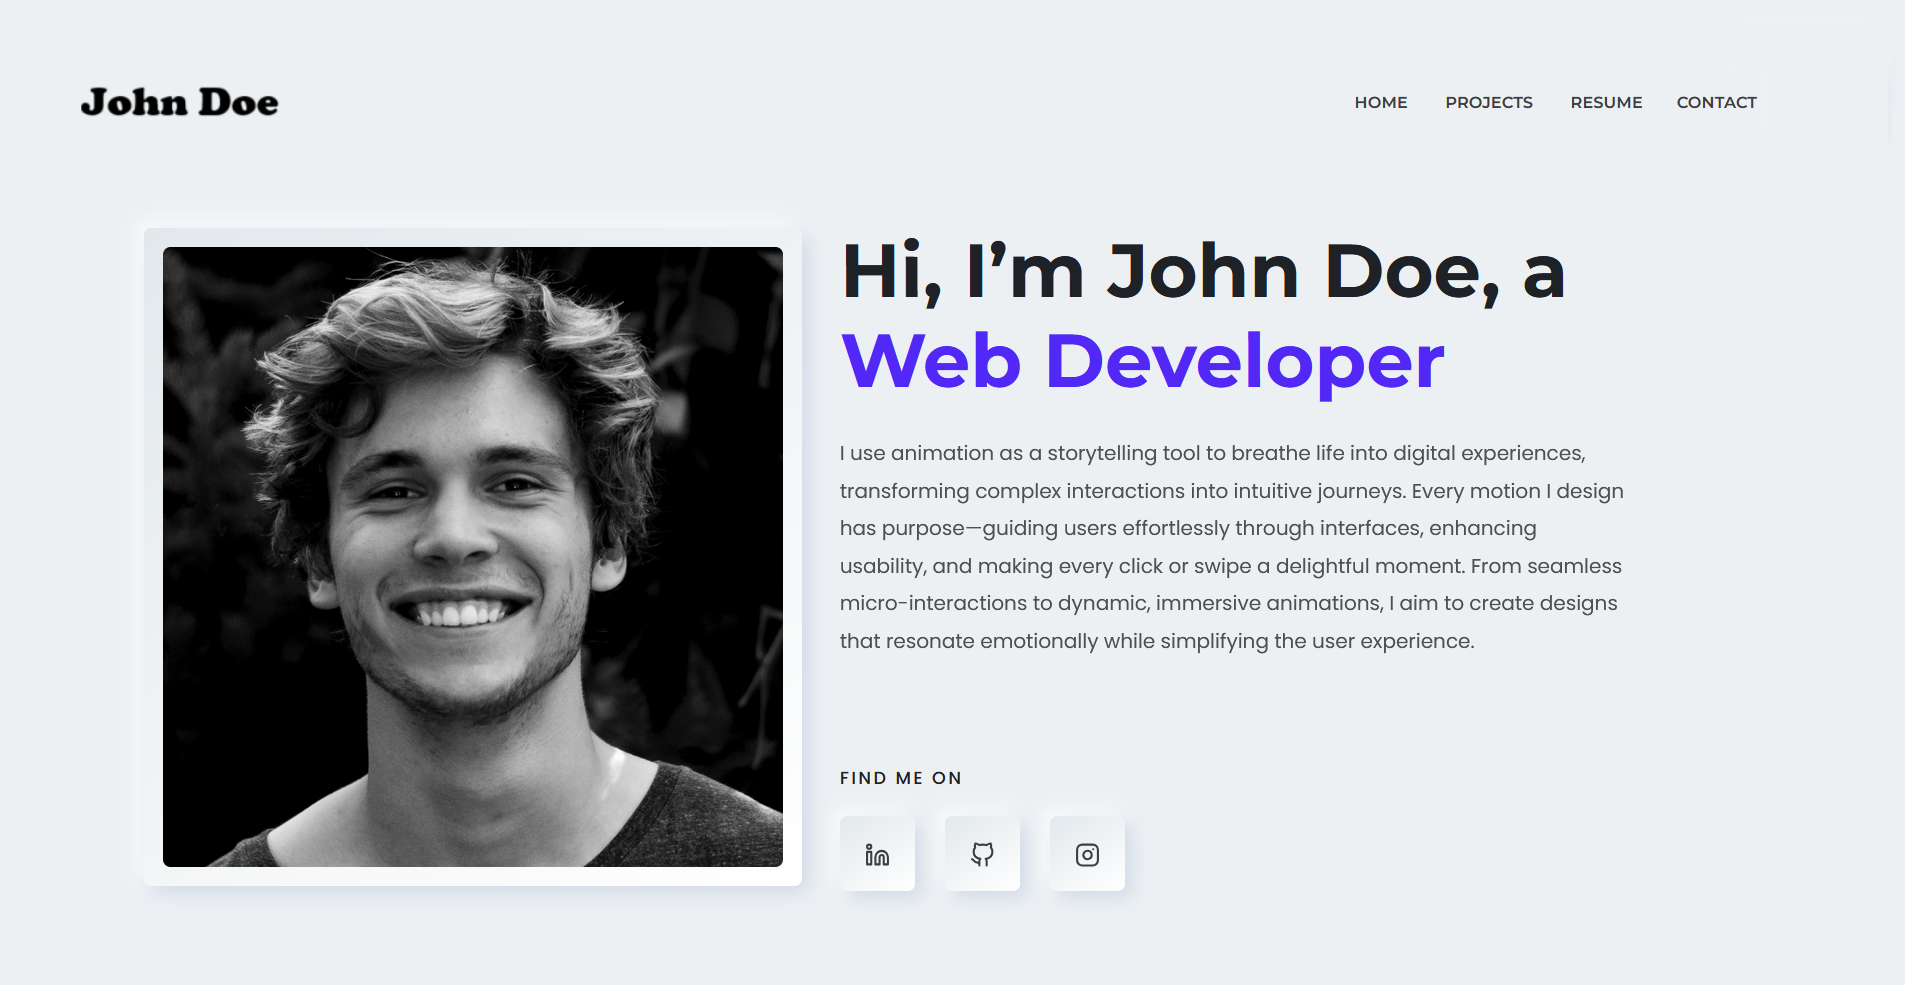 John Doe
HOME PROJECTS RESUME CONTACT
Hi, I’m John Doe, a
Web Developer
I use animation as a storytelling tool to breathe life into digital experiences,
transforming complex interactions into intuitive journeys. Every motion I design
has purpose—guiding users effortlessly through interfaces, enhancing
usability, and making every click or swipe a delightful moment. From seamless
micro-interactions to dynamic, immersive animations, I aim to create designs
that resonate emotionally while simplifying the user experience.
FIND ME ON
in